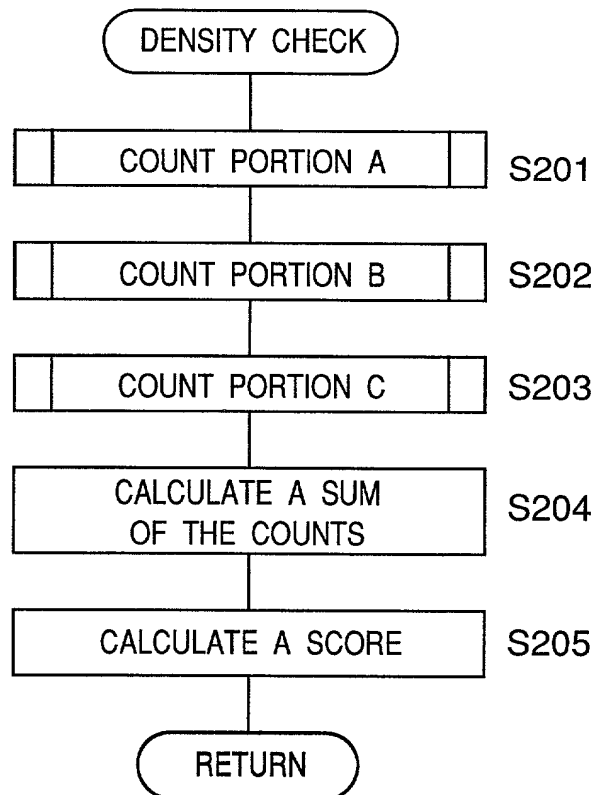 DENSITY CHECK
COUNT PORTION A
S201
COUNT PORTION B
S202
COUNT PORTION C
S203
CALCULATE A SUM
OF THE COUNTS
S204
CALCULATE A SCORE
S205
RETURN